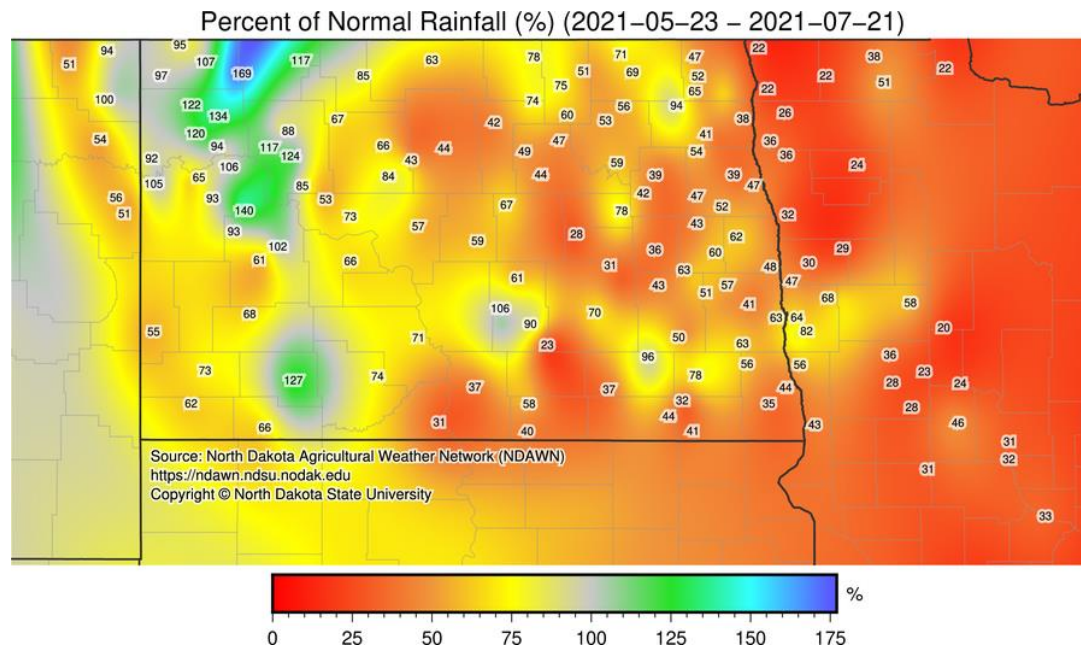 Percent of Normal Rainfall (%) (2021−05−23 − 2021−07−21)
94 95 107 169 117 63 78 71 47 22 38 22
51 97 85 75 51 69 52 65 22 22 51
100 122 134 67 74 60 56 53 94 38 26
54 120 94 88 117 124 66 43 44 42 49 47 41 54 36 36 24
92 105 65 106 93 85 53 84 44 59 39 42 39 47
56 51 140 73 57 67 78 47 52 43 32
93 102 61 66 59 28 36 60 62 48 30 29
68 61 31 43 63 51 57 41 47 68 58
55 71 106 90 23 70 50 63 63 64 82 20
73 127 74 37 37 96 78 56 56 36 23 28 24
62 66 31 58 40 44 32 41 35 44 43 28 46 31
Source: North Dakota Agricultural Weather Network (NDAWN)
https://ndawn.ndsu.nodak.edu
Copyright © North Dakota State University
31 32
33
%
0 25 50 75 100 125 150 175